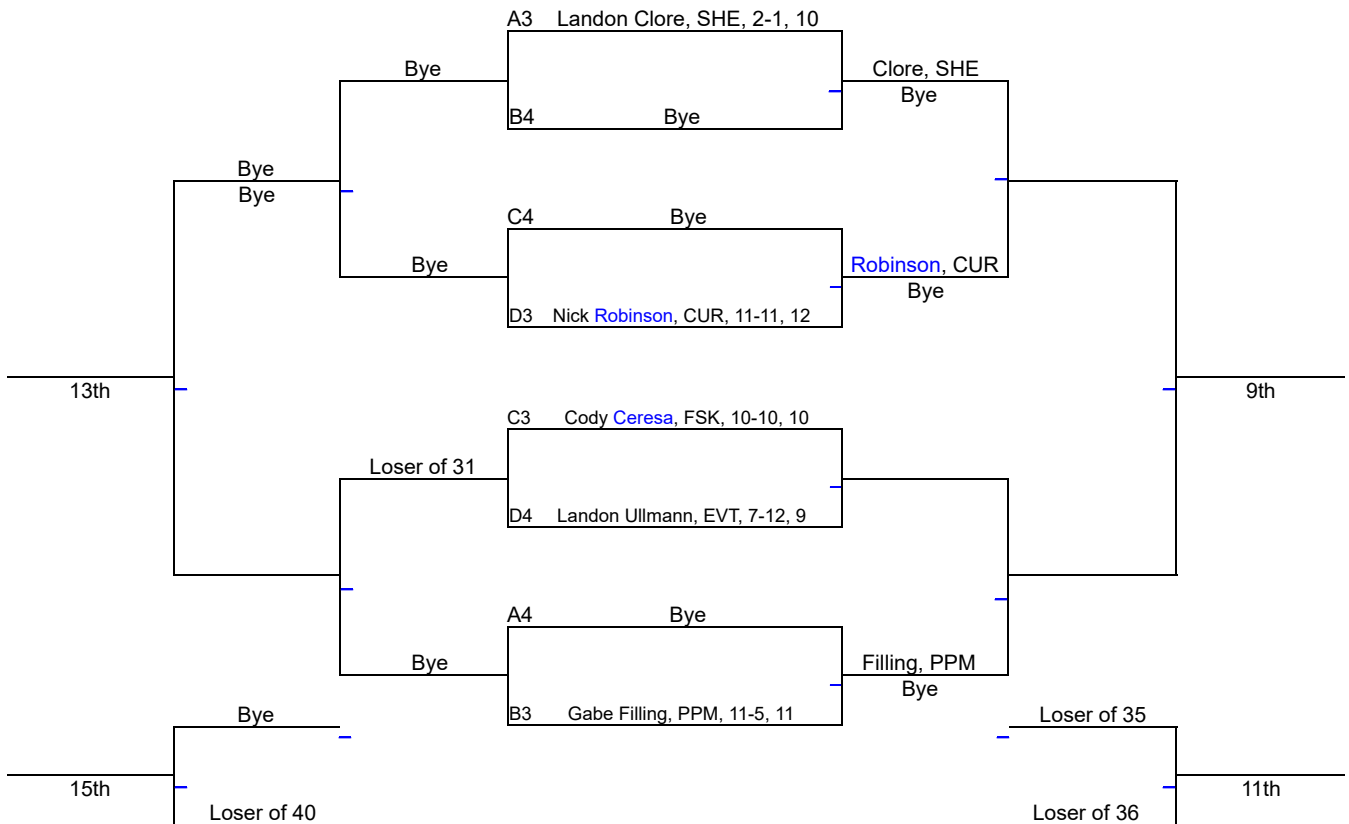 A3 Landon Clore, SHE, 2-1, 10
Bye
Clore, SHE
Bye
B4 Bye
Bye
Bye
C4 Bye
Bye
Robinson, CUR
Bye
D3 Nick Robinson, CUR, 11-11, 12
13th
9th
C3 Cody Ceresa, FSK, 10-10, 10
Loser of 31
D4 Landon Ullmann, EVT, 7-12, 9
A4 Bye
Bye
Filling, PPM
Bye
B3 Gabe Filling, PPM, 11-5, 11
Bye
Loser of 35
15th
11th
Loser of 40
Loser of 36